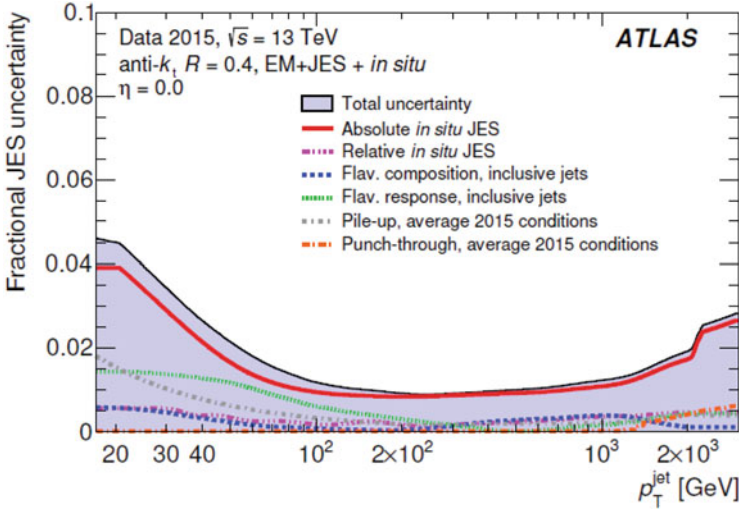 Fractional JES uncertainty
0.1
0.08
0.06
0.04
0.02
0
Data 2015, √s = 13 TeV
anti-kₜ R = 0.4, EM+JES + in situ
η = 0.0
ATLAS
Total uncertainty
Absolute in situ JES
Relative in situ JES
Flav. composition, inclusive jets
Flav. response, inclusive jets
Pile-up, average 2015 conditions
Punch-through, average 2015 conditions
20 30 40 10² 2×10² 10³ 2×10³
p_T^jet [GeV]